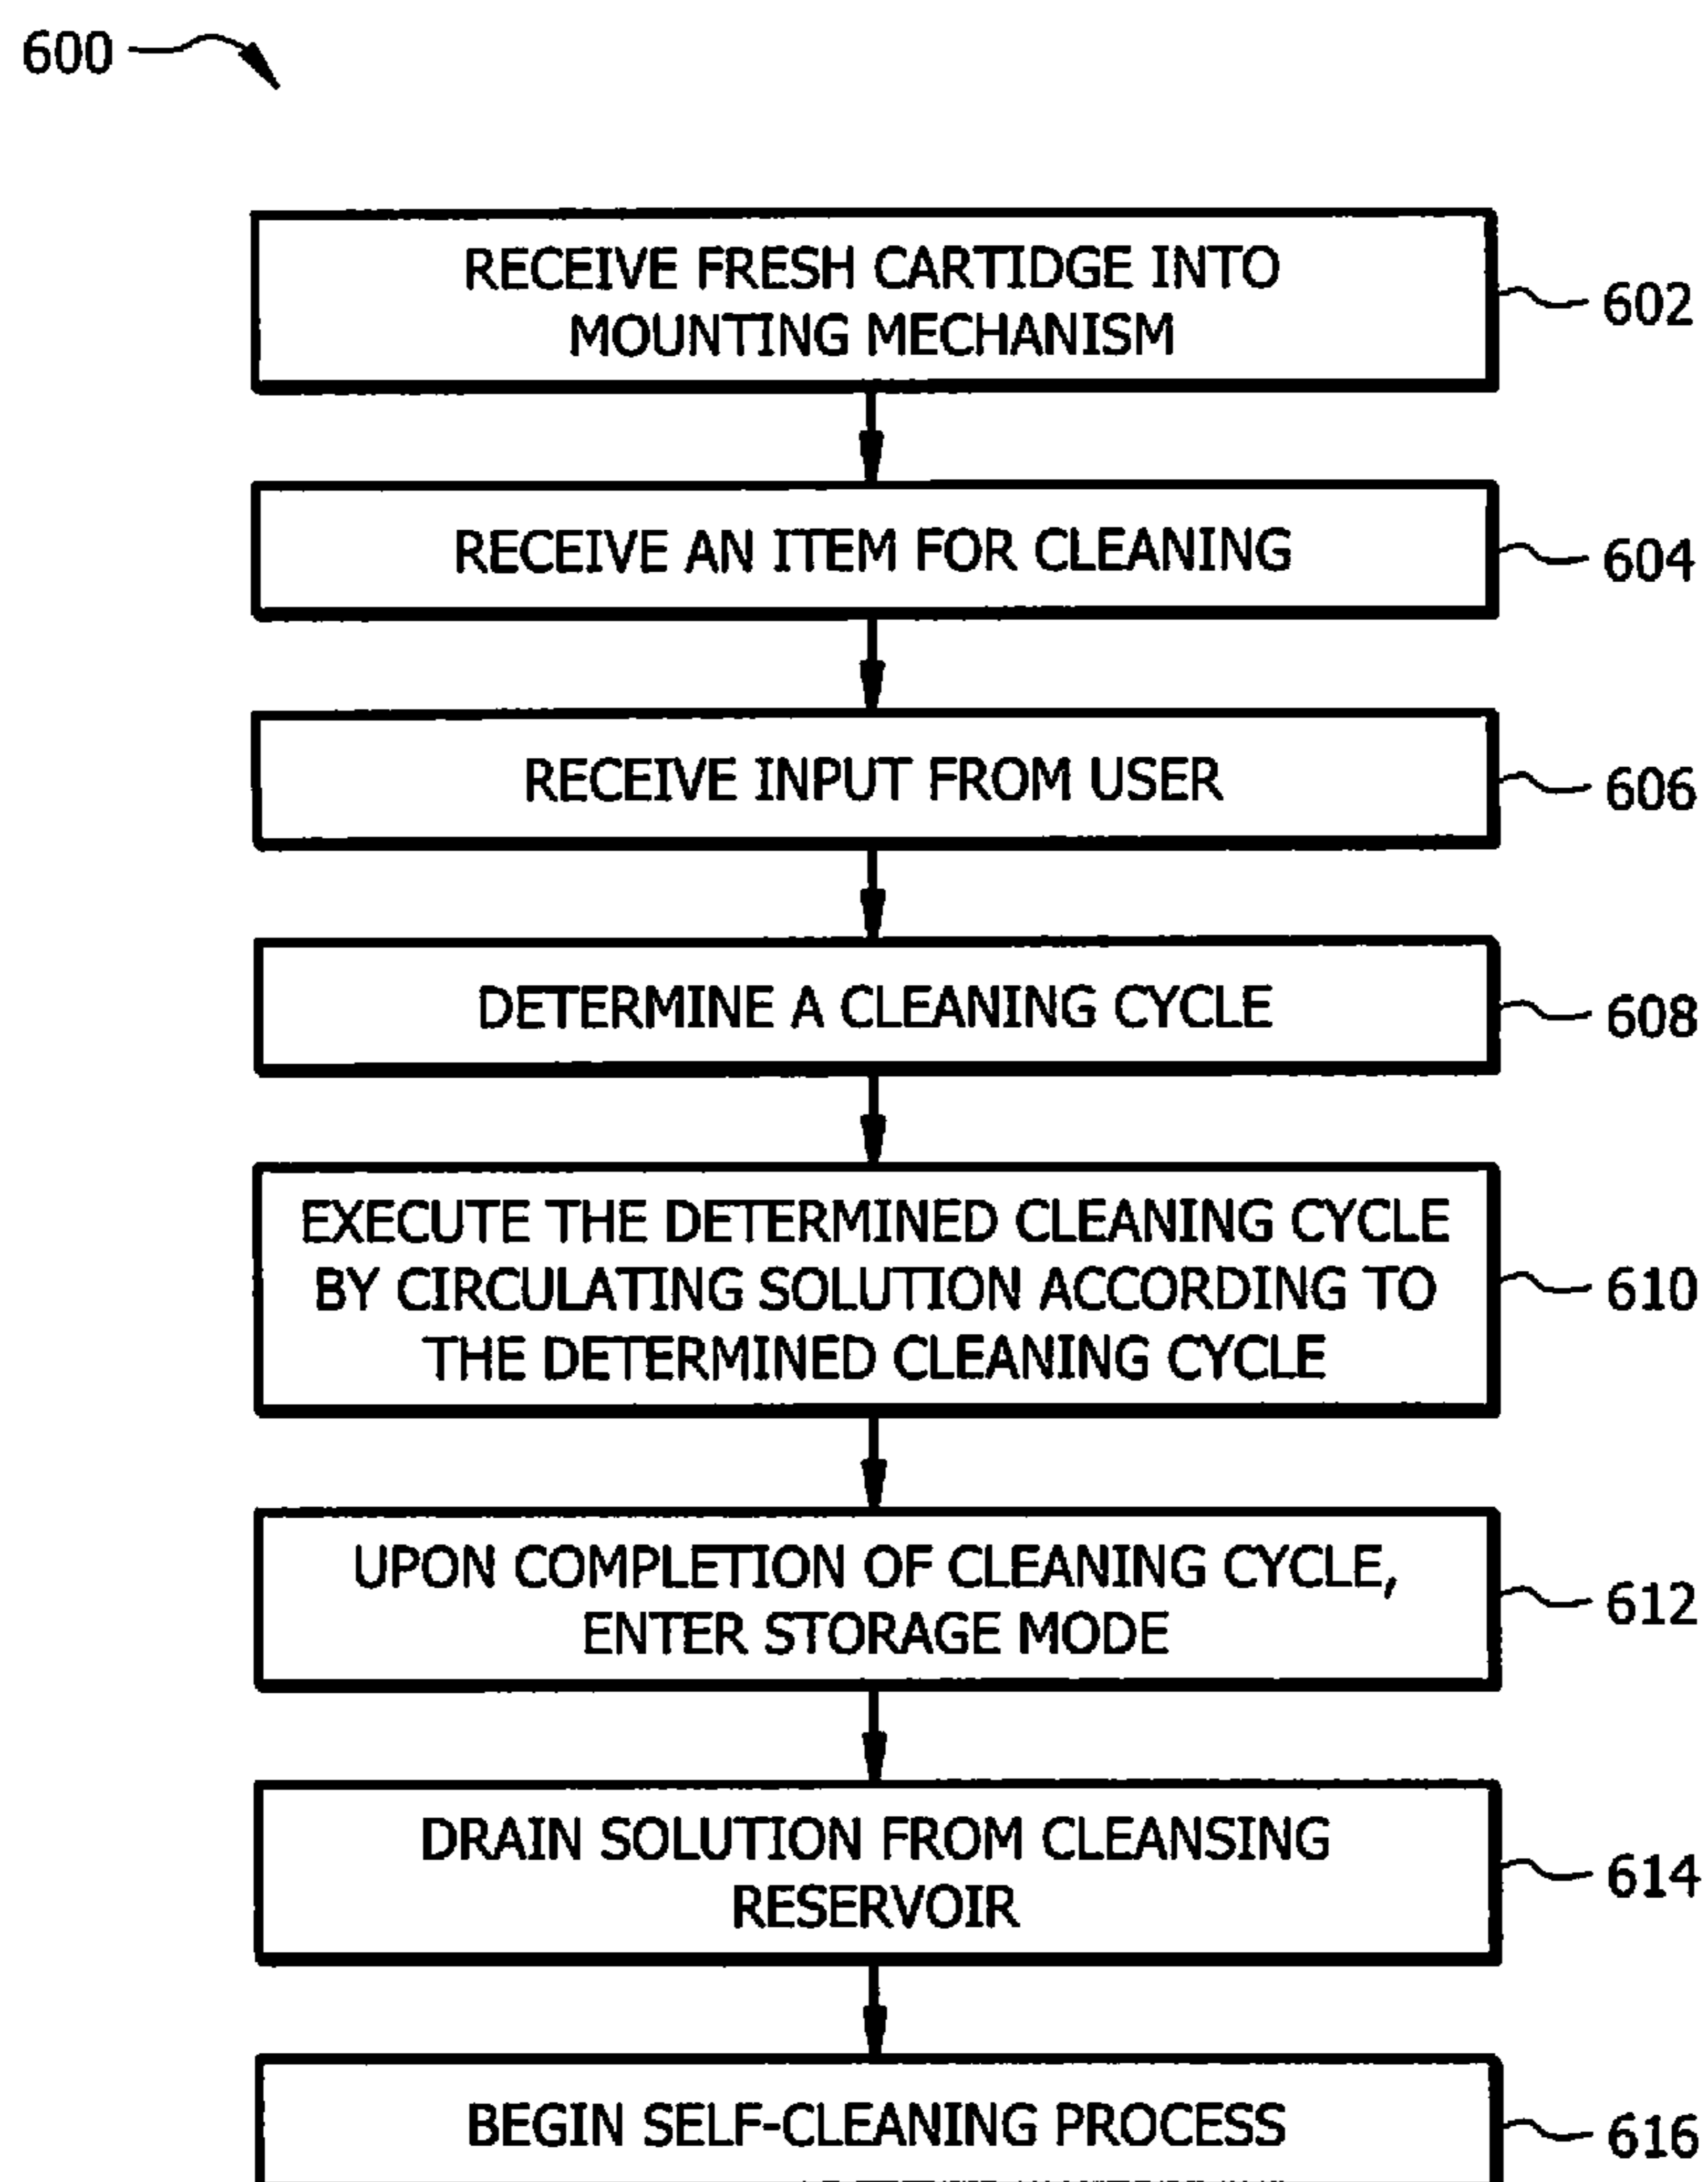 600
RECEIVE FRESH CARTIDGE INTO
MOUNTING MECHANISM
602
RECEIVE AN ITEM FOR CLEANING
604
RECEIVE INPUT FROM USER
606
DETERMINE A CLEANING CYCLE
608
EXECUTE THE DETERMINED CLEANING CYCLE
BY CIRCULATING SOLUTION ACCORDING TO
THE DETERMINED CLEANING CYCLE
610
UPON COMPLETION OF CLEANING CYCLE,
ENTER STORAGE MODE
612
DRAIN SOLUTION FROM CLEANSING
RESERVOIR
614
BEGIN SELF-CLEANING PROCESS
616